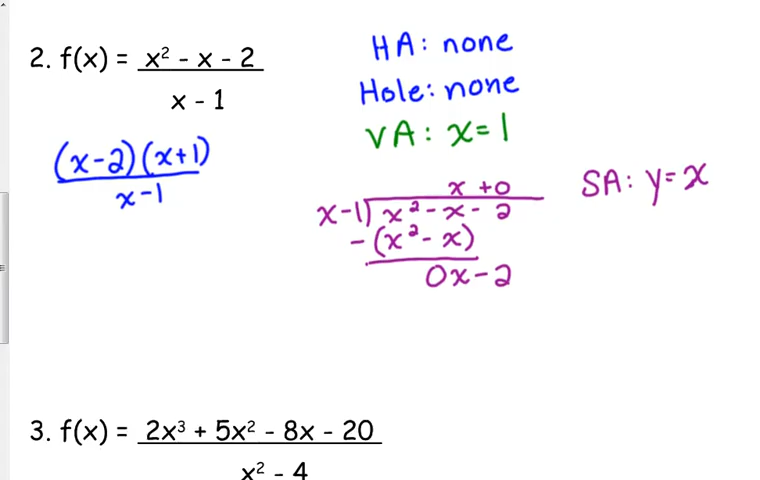 2. f(x) = x² - x - 2
x - 1
(x-2)(x+1)
x-1
HA: none
Hole: none
VA: x=1
x +0
x-1)x²-x-2
-(x²-x)
0x-2
SA: y=x
3. f(x) = 2x³ + 5x² - 8x - 20
x² - 4